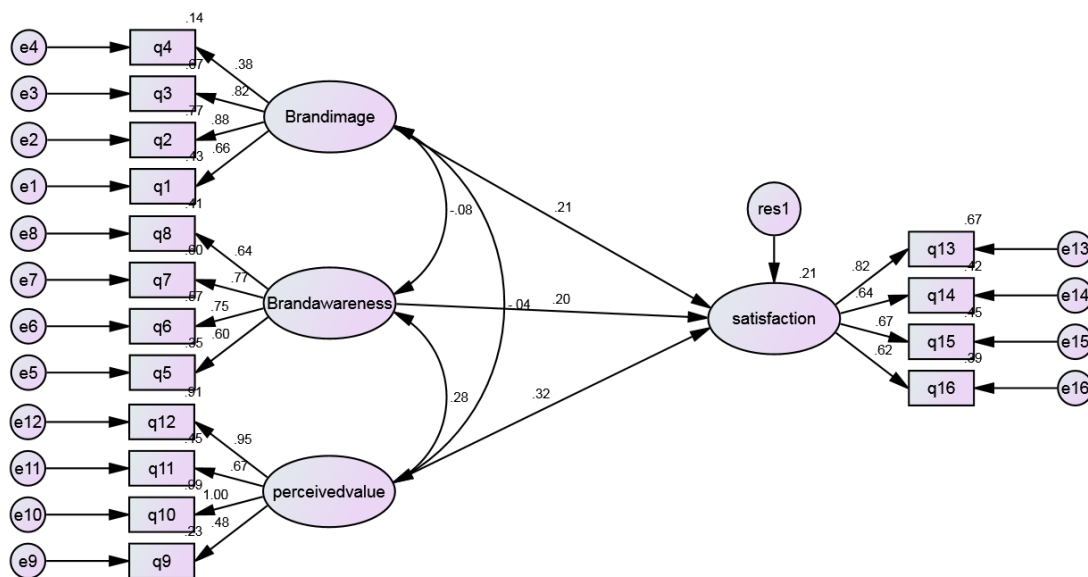 .14
e4
q4
.38
.67
e3
q3
.82
Brandimage
.77
e2
q2
.88
.43
e1
q1
.66
.41
e8
q8
.64
.60
e7
q7
.77
Brandawareness
.57
e6
q6
.75
.35
e5
q5
.60
.91
e12
q12
.95
.45
e11
q11
.67
perceivedvalue
.99
e10
q10
1.00
.23
e9
q9
.48
-.08
-.04
.28
.21
.20
.32
res1
.21
satisfaction
.67
.82
q13
e13
.42
.64
q14
e14
.45
.67
q15
e15
.39
.62
q16
e16